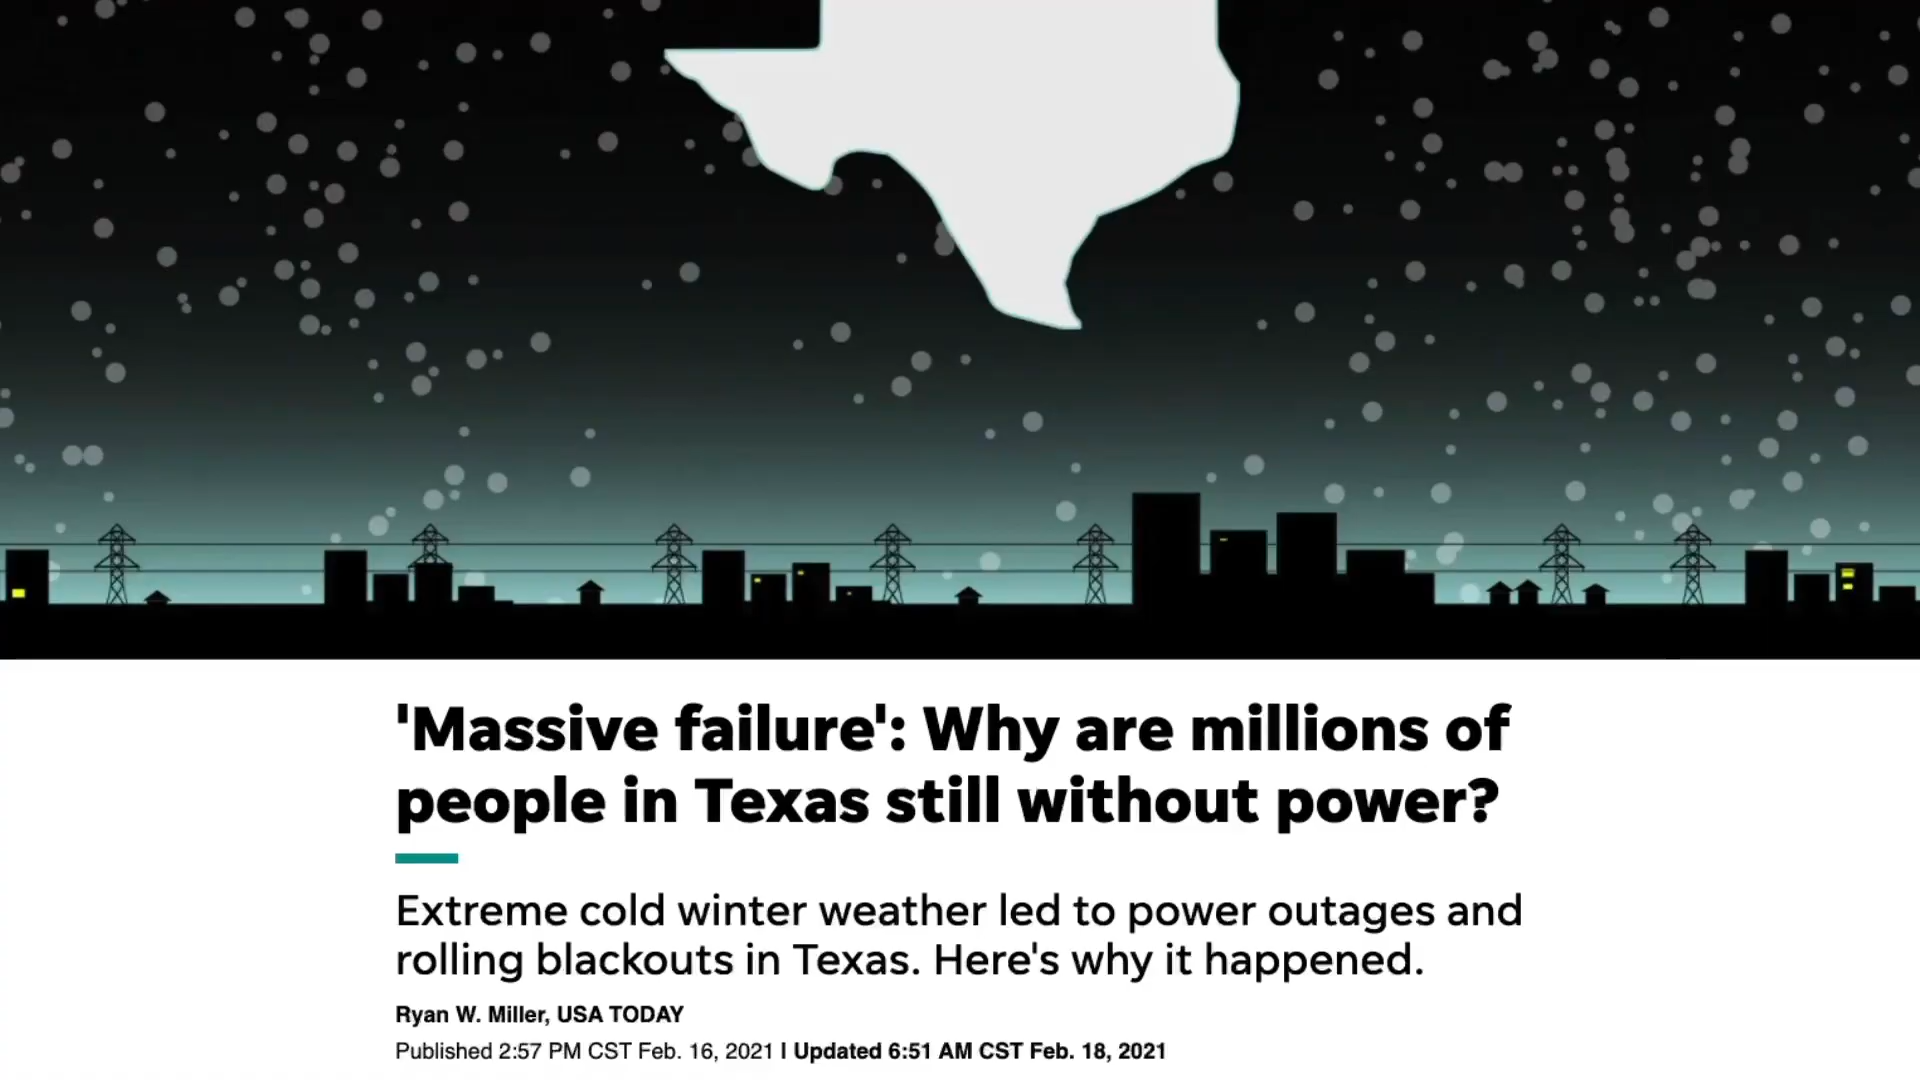 'Massive failure': Why are millions of
people in Texas still without power?
Extreme cold winter weather led to power outages and
rolling blackouts in Texas. Here's why it happened.
Ryan W. Miller, USA TODAY
Published 2:57 PM CST Feb. 16, 2021 | Updated 6:51 AM CST Feb. 18, 2021